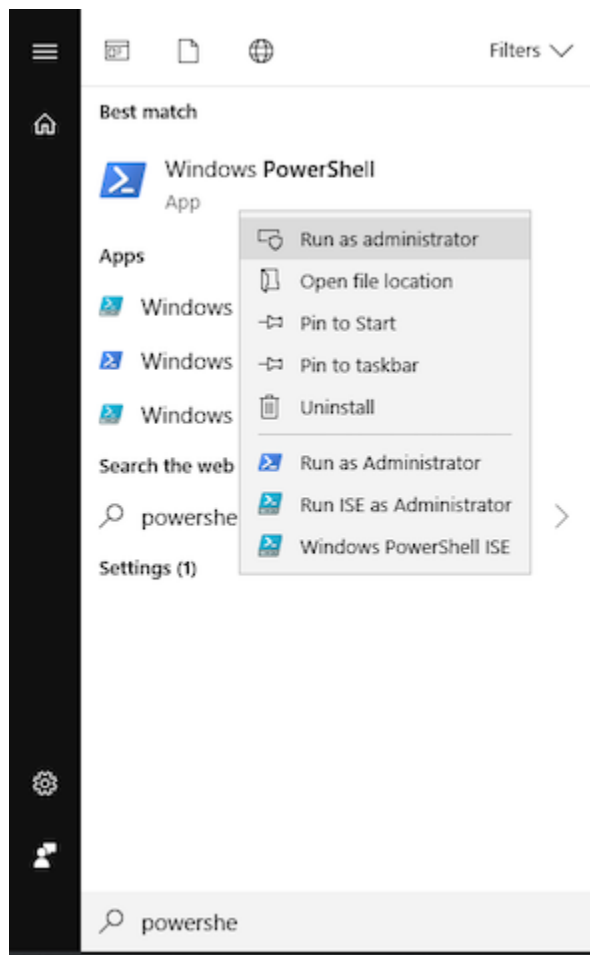 Filters
Best match
Windows PowerShell
App
Run as administrator
Apps
Open file location
Windows
Pin to Start
Windows
Pin to taskbar
Windows
Uninstall
Search the web
Run as Administrator
powershe
Run ISE as Administrator
Windows PowerShell ISE
Settings (1)
powershe